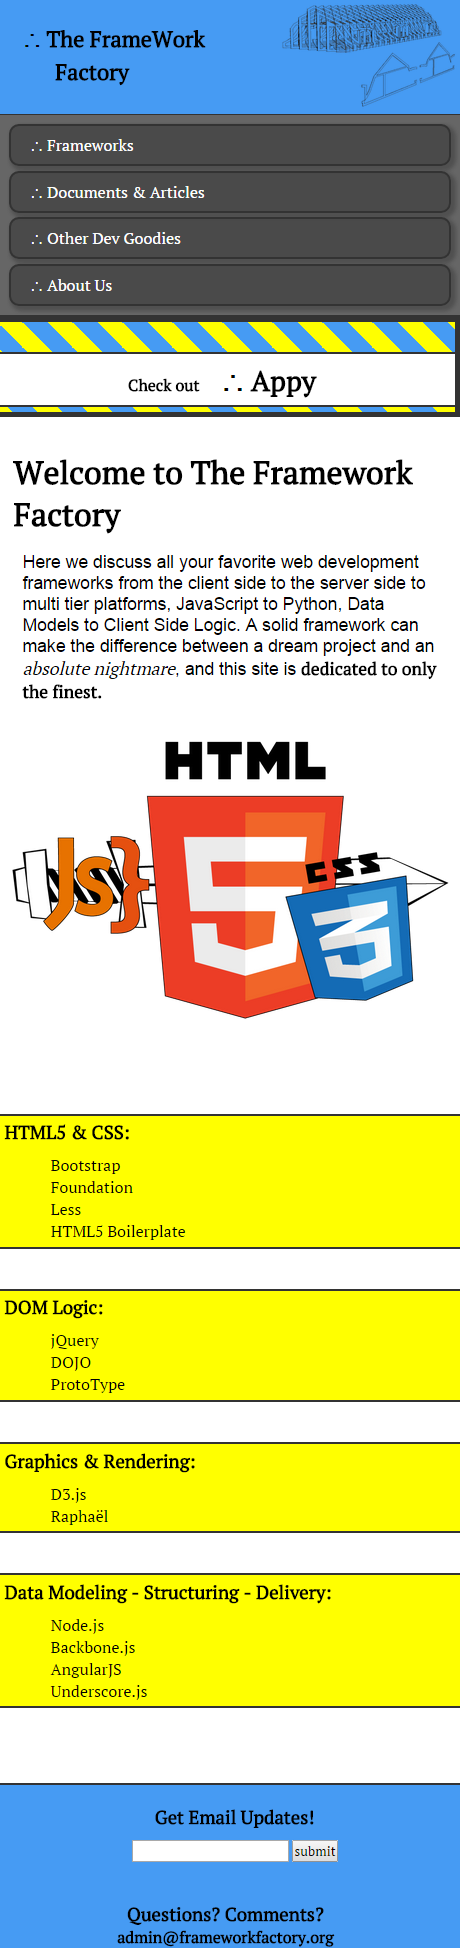 ∴ The FrameWork
Factory
∴ Frameworks
∴ Documents & Articles
∴ Other Dev Goodies
∴ About Us
Check out ∴ Appy
Welcome to The Framework
Factory
Here we discuss all your favorite web development
frameworks from the client side to the server side to
multi tier platforms, JavaScript to Python, Data
Models to Client Side Logic. A solid framework can
make the difference between a dream project and an
absolute nightmare, and this site is dedicated to only
the finest.
HTML
JS}
5
CSS
3
HTML5 & CSS:
Bootstrap
Foundation
Less
HTML5 Boilerplate
DOM Logic:
jQuery
DOJO
ProtoType
Graphics & Rendering:
D3.js
Raphaël
Data Modeling - Structuring - Delivery:
Node.js
Backbone.js
AngularJS
Underscore.js
Get Email Updates!
submit
Questions? Comments?
admin@frameworkfactory.org